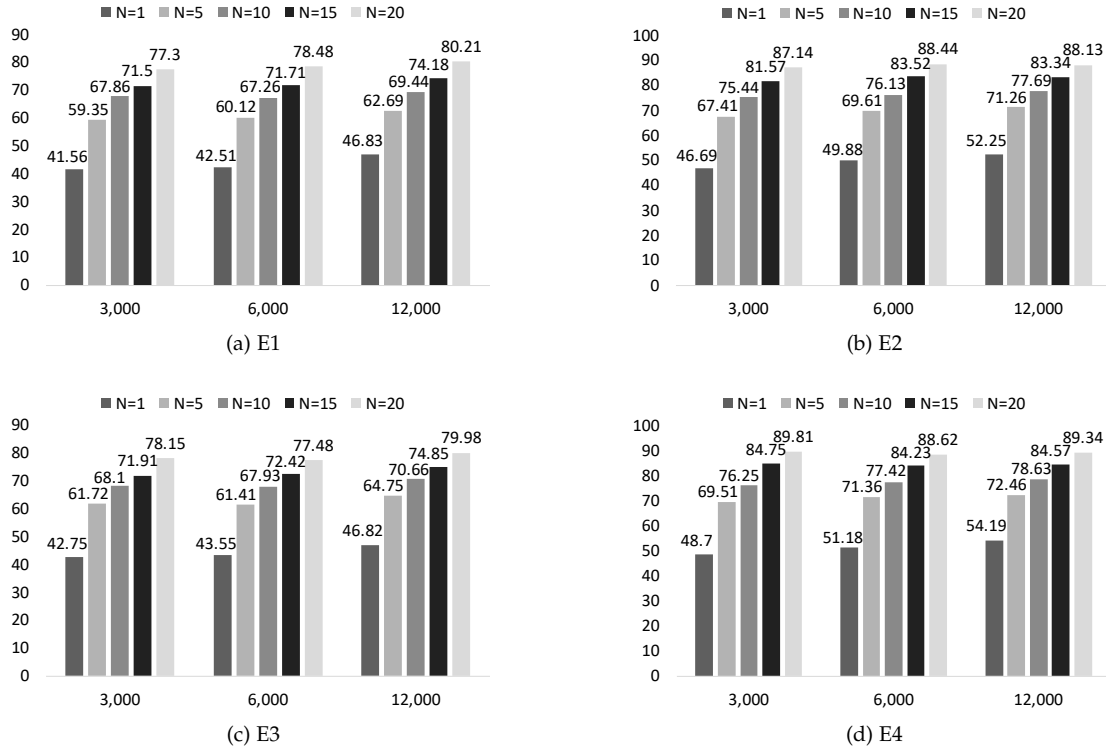 N=1 N=5 N=10 N=15 N=20
90
80
70
60
50
40
30
20
10
0
41.56 59.35 67.86 71.5 77.3
42.51 60.12 67.26 71.71 78.48
46.83 62.69 69.44 74.18 80.21
3,000 6,000 12,000
(a) E1
N=1 N=5 N=10 N=15 N=20
100
90
80
70
60
50
40
30
20
10
0
46.69 67.41 75.44 81.57 87.14
49.88 69.61 76.13 83.52 88.44
52.25 71.26 77.69 83.34 88.13
3,000 6,000 12,000
(b) E2
N=1 N=5 N=10 N=15 N=20
90
80
70
60
50
40
30
20
10
0
42.75 61.72 68.1 71.91 78.15
43.55 61.41 67.93 72.42 77.48
46.82 64.75 70.66 74.85 79.98
3,000 6,000 12,000
(c) E3
N=1 N=5 N=10 N=15 N=20
100
90
80
70
60
50
40
30
20
10
0
48.7 69.51 76.25 84.75 89.81
51.18 71.36 77.42 84.23 88.62
54.19 72.46 78.63 84.57 89.34
3,000 6,000 12,000
(d) E4